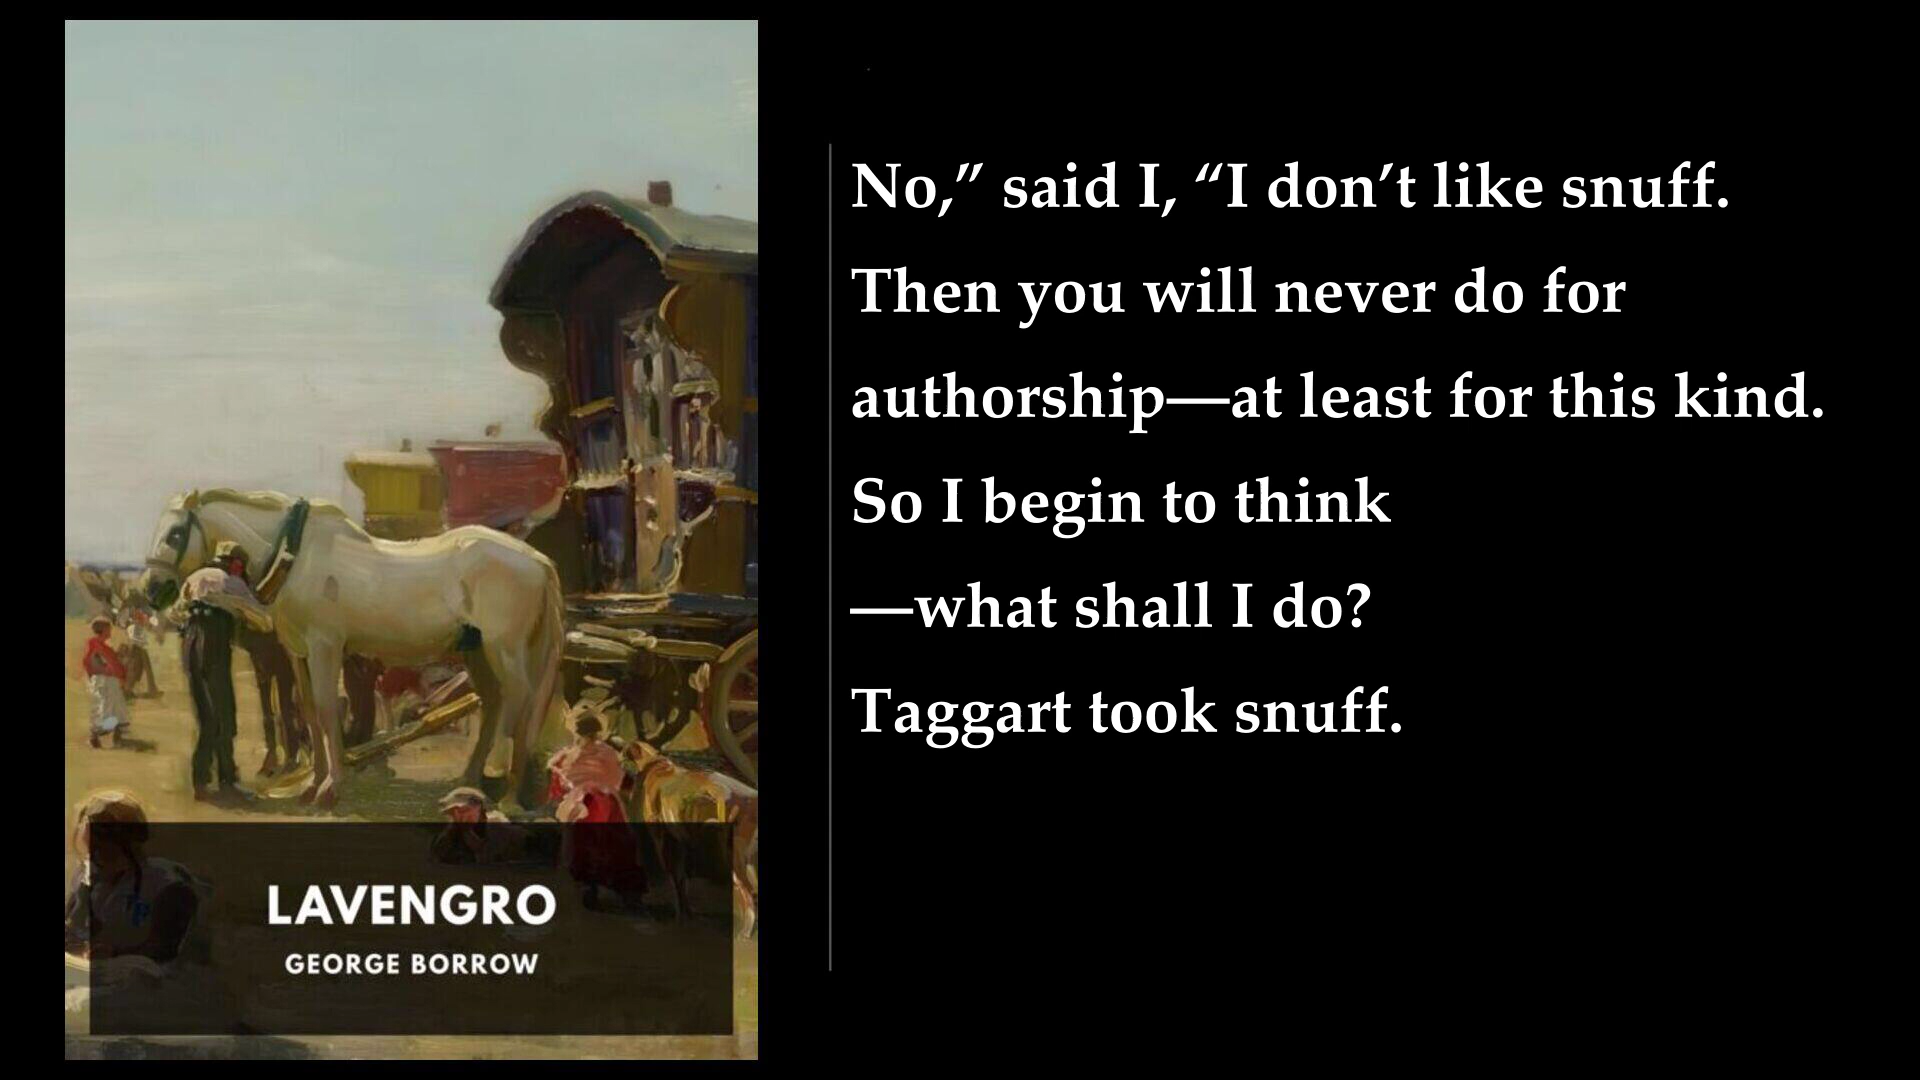 LAVENGRO
GEORGE BORROW
No,” said I, “I don’t like snuff.
Then you will never do for
authorship—at least for this kind.
So I begin to think
—what shall I do?
Taggart took snuff.